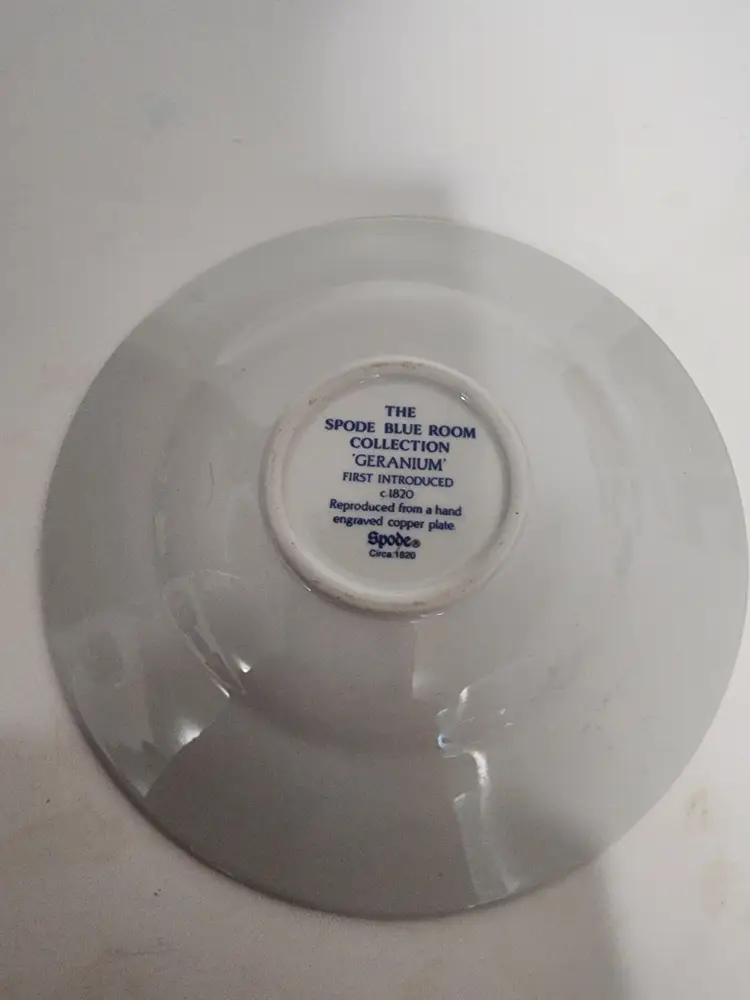 THE
SPODE BLUE ROOM
COLLECTION
'GERANIUM'
FIRST INTRODUCED
c.1820
Reproduced from a hand
engraved copper plate.
Spode®
Circa 1820